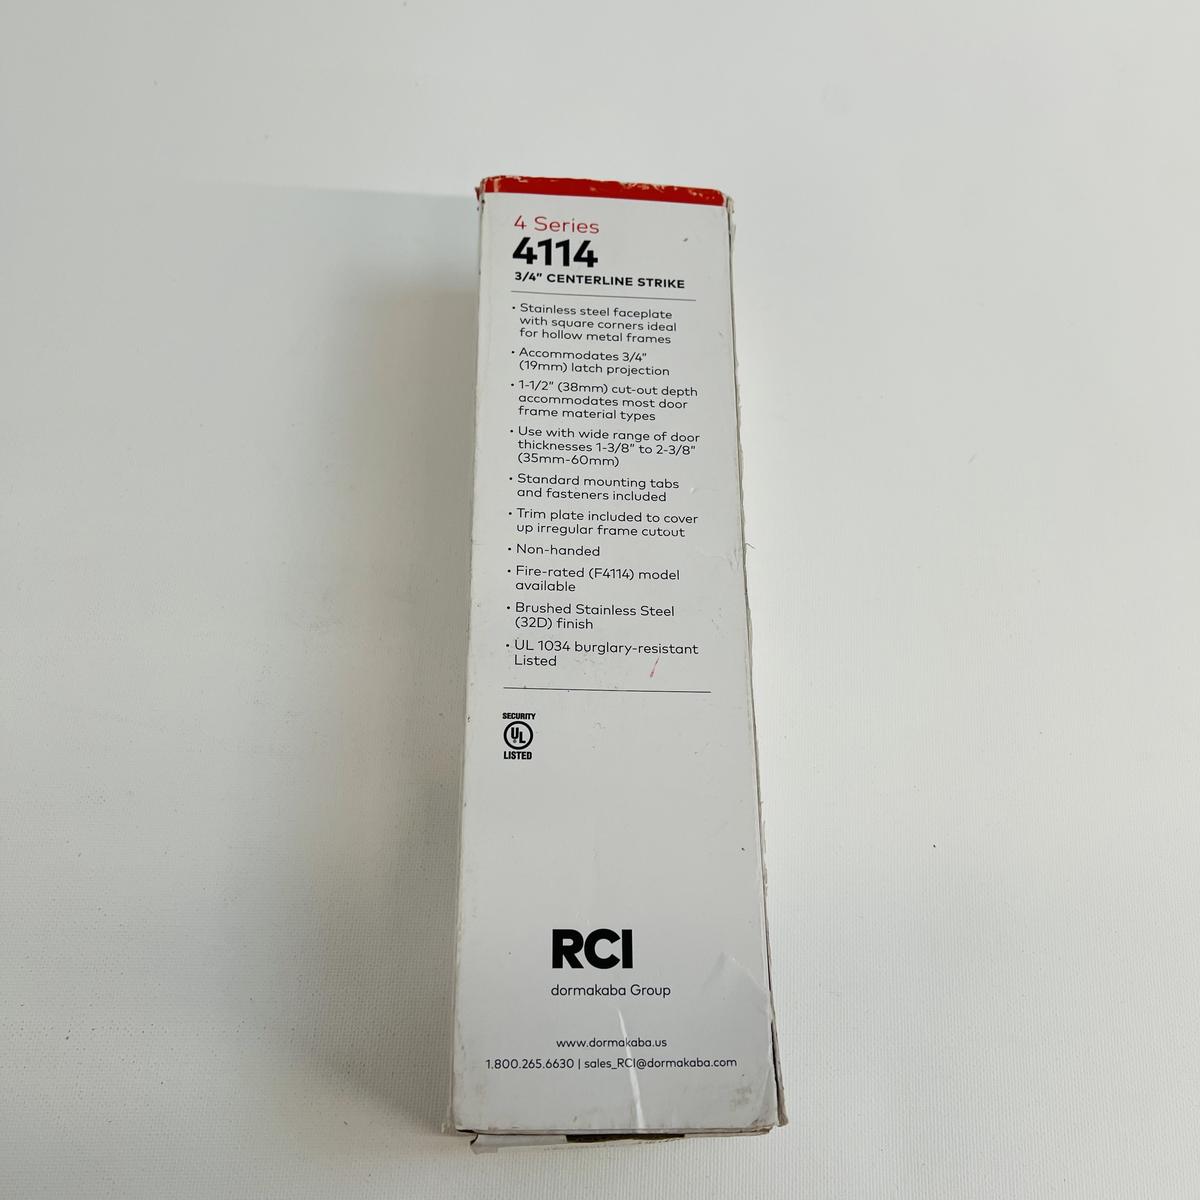 4 Series
4114
3/4" CENTERLINE STRIKE
• Stainless steel faceplate
with square corners ideal
for hollow metal frames
• Accommodates 3/4"
(19mm) latch projection
• 1-1/2" (38mm) cut-out depth
accommodates most door
frame material types
• Use with wide range of door
thicknesses 1-3/8" to 2-3/8"
(35mm-60mm)
• Standard mounting tabs
and fasteners included
• Trim plate included to cover
up irregular frame cutout
• Non-handed
• Fire-rated (F4114) model
available
• Brushed Stainless Steel
(32D) finish
• UL 1034 burglary-resistant
Listed
SECURITY
UL
LISTED
RCI
dormakaba Group
www.dormakaba.us
1.800.265.6630 | sales_RCI@dormakaba.com